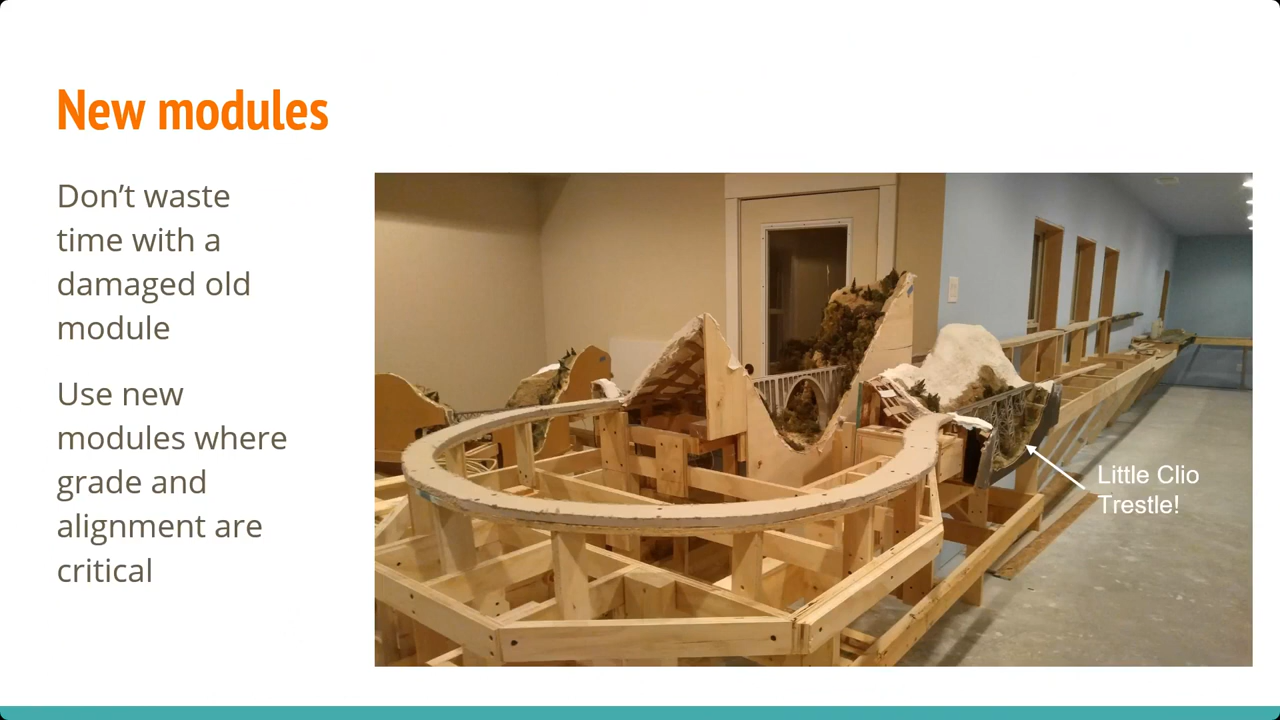 New modules
Don’t waste
time with a
damaged old
module
Use new
modules where
grade and
alignment are
critical
Little Clio
Trestle!